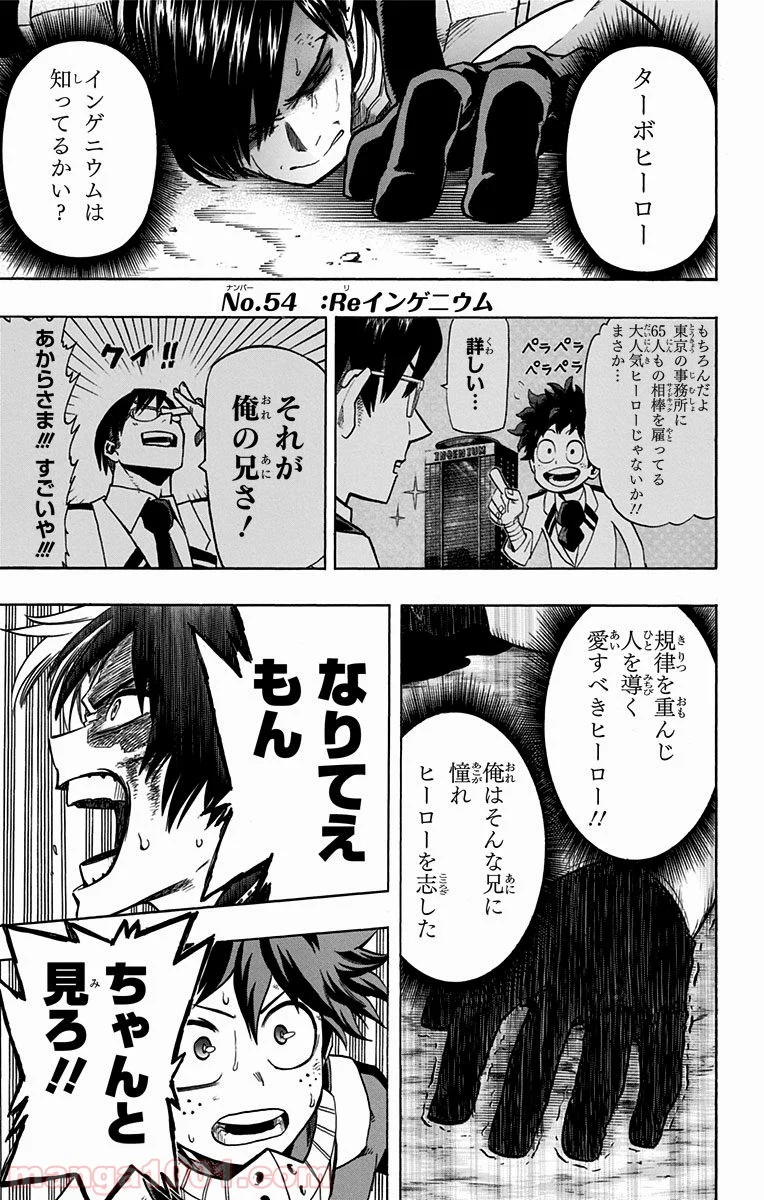 ターボヒーロー
インゲニウムは
知ってるかい？
No.54　:Reインゲニウム
もちろんだよ
東京の事務所に
65人もの相棒を雇ってる
大人気ヒーローじゃないか!!
まさか…
ペラペラ
ペラペラ
詳しい…
INGENIUM
それが
俺の兄さ！
クイ!!
あからさま!!! すごいや!!!
規律を重んじ
人を導く
愛すべきヒーロー!!
俺はそんな兄に
憧れ
ヒーローを志した
なりてえ
もん
ちゃんと
見ろ!!
manga1001.com